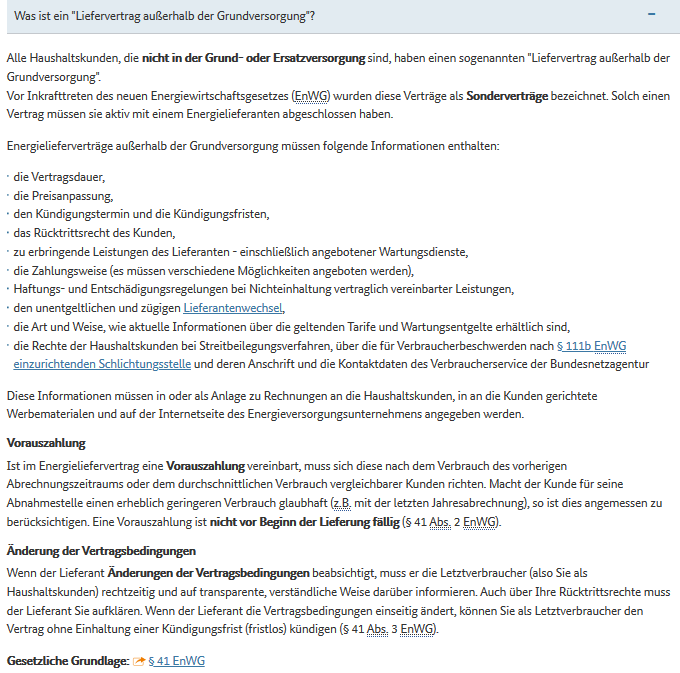 Was ist ein "Liefervertrag außerhalb der Grundversorgung"?
Alle Haushaltskunden, die nicht in der Grund- oder Ersatzversorgung sind, haben einen sogenannten "Liefervertrag außerhalb der
Grundversorgung".
Vor Inkrafttreten des neuen Energiewirtschaftsgesetzes (EnWG) wurden diese Verträge als Sonderverträge bezeichnet. Solch einen
Vertrag müssen sie aktiv mit einem Energielieferanten abgeschlossen haben.
Energielieferverträge außerhalb der Grundversorgung müssen folgende Informationen enthalten:
· die Vertragsdauer,
· die Preisanpassung,
· den Kündigungstermin und die Kündigungsfristen,
· das Rücktrittsrecht des Kunden,
· zu erbringende Leistungen des Lieferanten - einschließlich angebotener Wartungsdienste,
· die Zahlungsweise (es müssen verschiedene Möglichkeiten angeboten werden),
· Haftungs- und Entschädigungsregelungen bei Nichteinhaltung vertraglich vereinbarter Leistungen,
· den unentgeltlichen und zügigen Lieferantenwechsel,
· die Art und Weise, wie aktuelle Informationen über die geltenden Tarife und Wartungsentgelte erhältlich sind,
· die Rechte der Haushaltskunden bei Streitbeilegungsverfahren, über die für Verbraucherbeschwerden nach § 111b EnWG
einzurichtenden Schlichtungsstelle und deren Anschrift und die Kontaktdaten des Verbraucherservice der Bundesnetzagentur
Diese Informationen müssen in oder als Anlage zu Rechnungen an die Haushaltskunden, in an die Kunden gerichtete
Werbematerialen und auf der Internetseite des Energieversorgungsunternehmens angegeben werden.
Vorauszahlung
Ist im Energieliefervertrag eine Vorauszahlung vereinbart, muss sich diese nach dem Verbrauch des vorherigen
Abrechnungszeitraums oder dem durchschnittlichen Verbrauch vergleichbarer Kunden richten. Macht der Kunde für seine
Abnahmestelle einen erheblich geringeren Verbrauch glaubhaft (z.B. mit der letzten Jahresabrechnung), so ist dies angemessen zu
berücksichtigen. Eine Vorauszahlung ist nicht vor Beginn der Lieferung fällig (§ 41 Abs. 2 EnWG).
Änderung der Vertragsbedingungen
Wenn der Lieferant Änderungen der Vertragsbedingungen beabsichtigt, muss er die Letztverbraucher (also Sie als
Haushaltskunden) rechtzeitig und auf transparente, verständliche Weise darüber informieren. Auch über Ihre Rücktrittsrechte muss
der Lieferant Sie aufklären. Wenn der Lieferant die Vertragsbedingungen einseitig ändert, können Sie als Letztverbraucher den
Vertrag ohne Einhaltung einer Kündigungsfrist (fristlos) kündigen (§ 41 Abs. 3 EnWG).
Gesetzliche Grundlage: § 41 EnWG